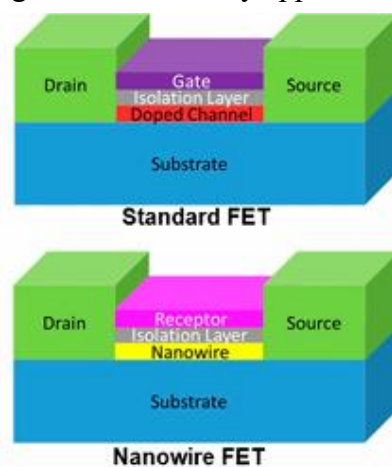 Drain
Gate
Isolation Layer
Doped Channel
Source
Substrate
Standard FET
Drain
Receptor
Isolation Layer
Nanowire
Source
Substrate
Nanowire FET